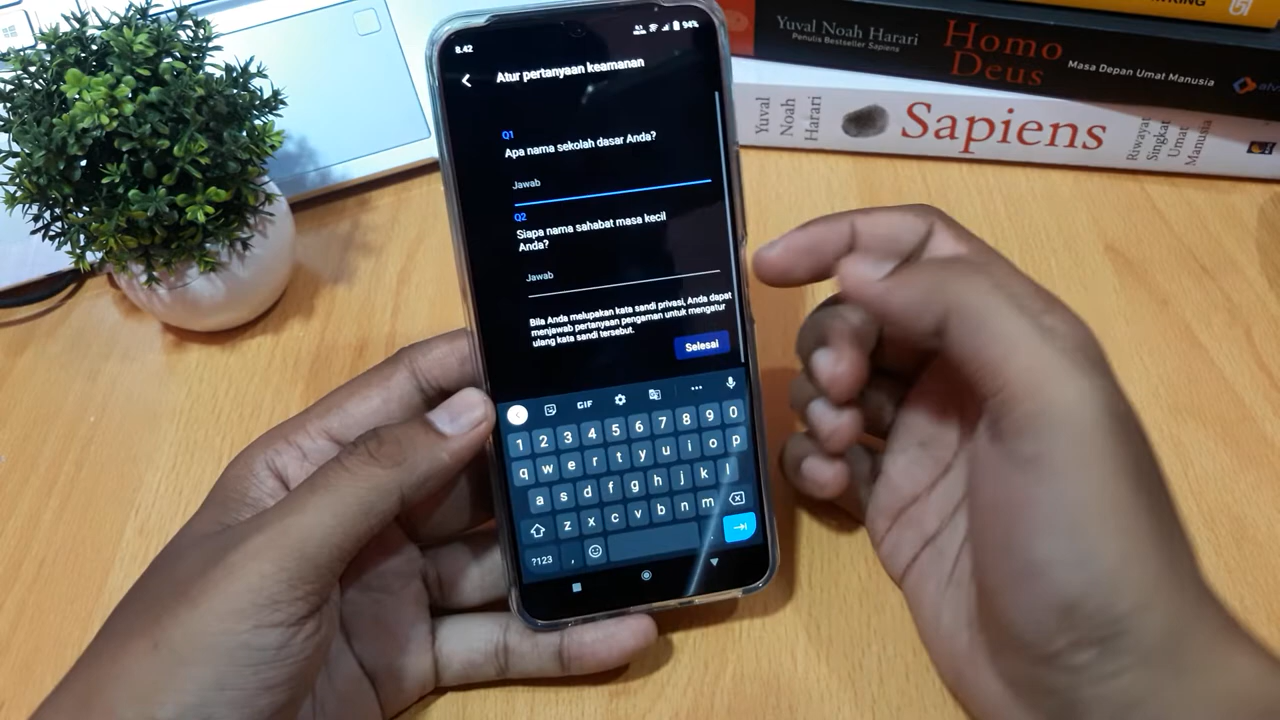 8.42
94%
Atur pertanyaan keamanan
Q1
Apa nama sekolah dasar Anda?
Jawab
Q2
Siapa nama sahabat masa kecil
Anda?
Jawab
Bila Anda melupakan kata sandi privasi, Anda dapat
menjawab pertanyaan pengaman untuk mengatur
ulang kata sandi tersebut.
Selesai
GIF
1 2 3 4 5 6 7 8 9 0
q w e r t y u i o p
a s d f g h j k l
z x c v b n m
?123 , .
Yuval Noah Harari
Penulis Bestseller Sapiens
Homo
Deus
Masa Depan Umat Manusia
Yuval
Noah
Harari
Sapiens
Riwayat
Singkat
Umat
Manusia